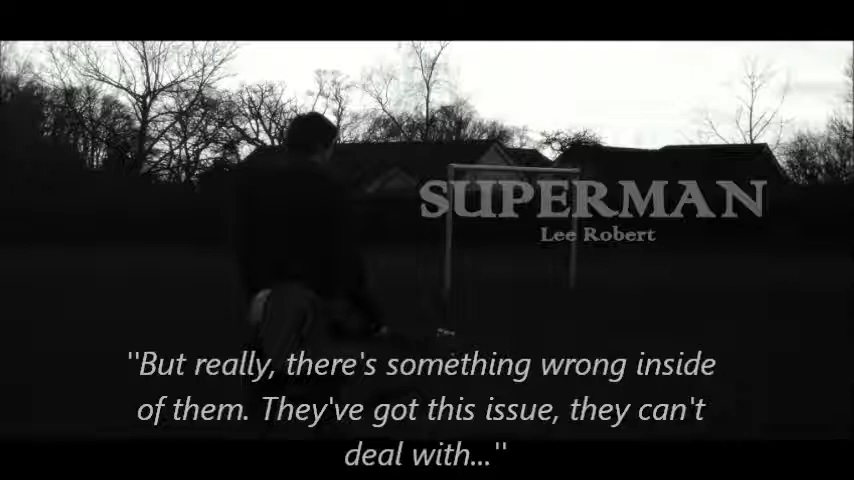 SUPERMAN
Lee Robert
"But really, there's something wrong inside
of them. They've got this issue, they can't
deal with..."